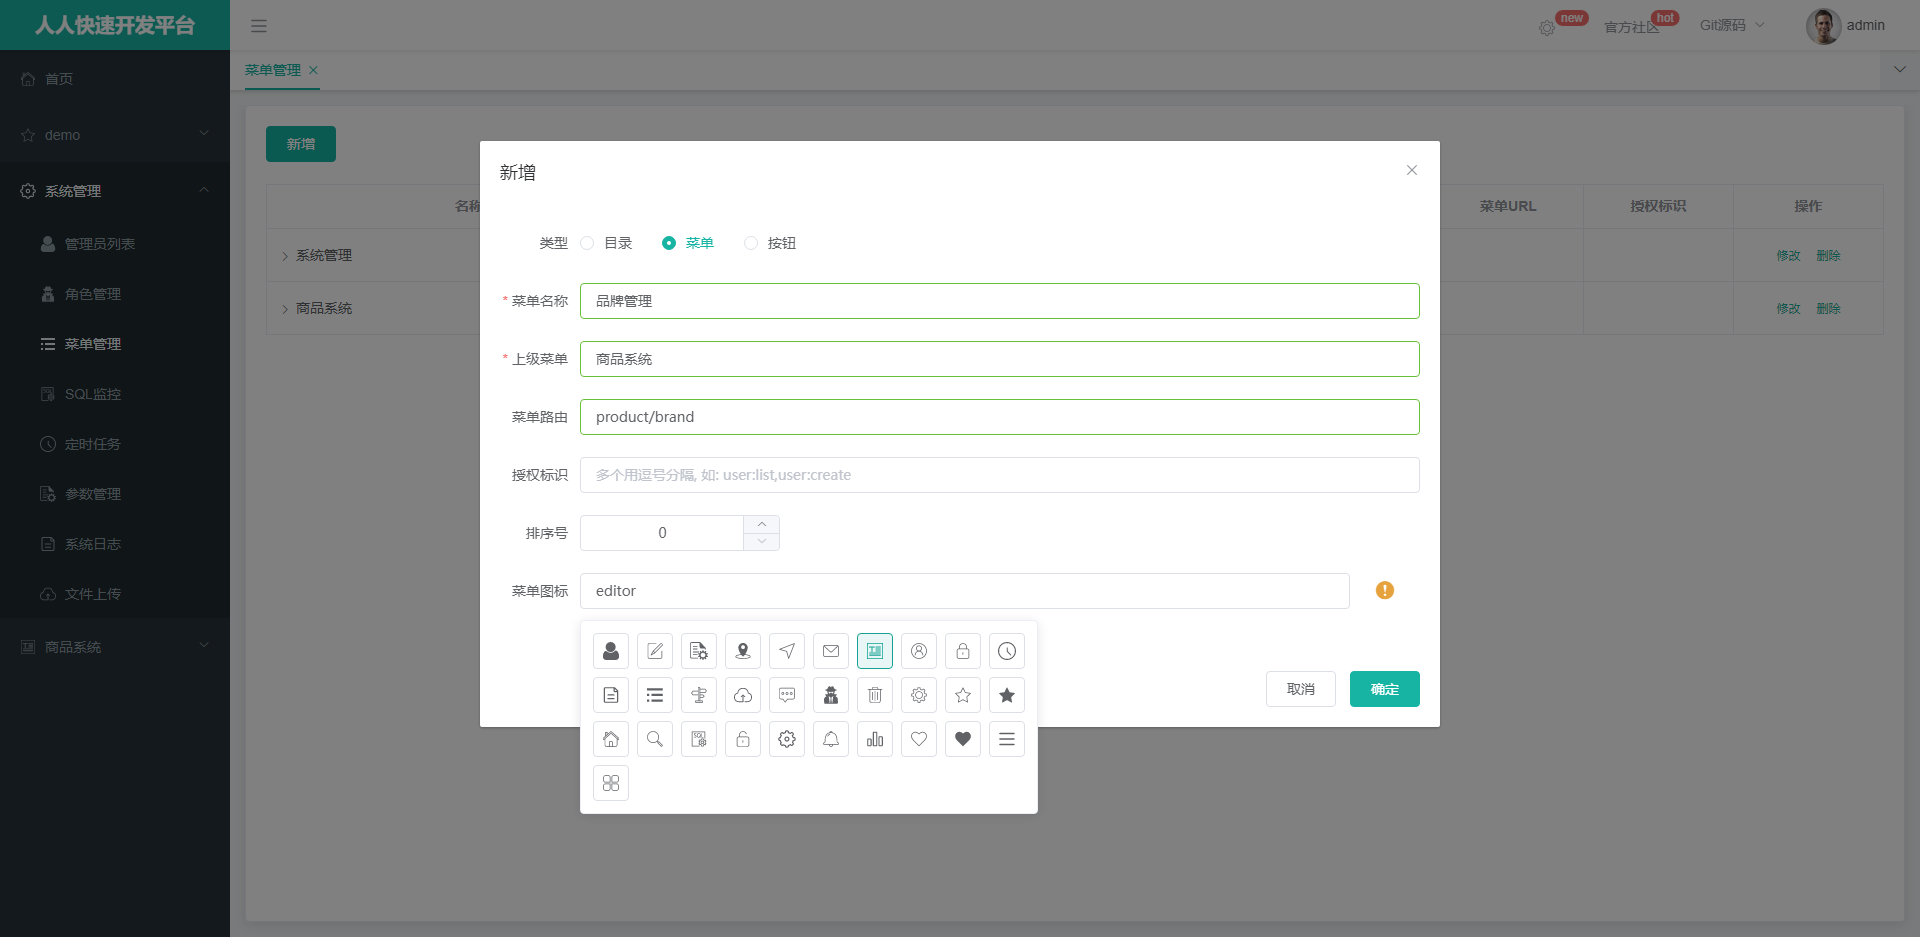 人人快速开发平台
new
官方社区
hot
Git源码
admin
首页
demo
系统管理
管理员列表
角色管理
菜单管理
SQL监控
定时任务
参数管理
系统日志
文件上传
商品系统
菜单管理
新增
名称
菜单URL
授权标识
操作
系统管理
修改 删除
商品系统
修改 删除
新增
类型 目录 菜单 按钮
* 菜单名称 品牌管理
* 上级菜单 商品系统
菜单路由 product/brand
授权标识 多个用逗号分隔, 如: user:list,user:create
排序号 0
菜单图标 editor
取消 确定